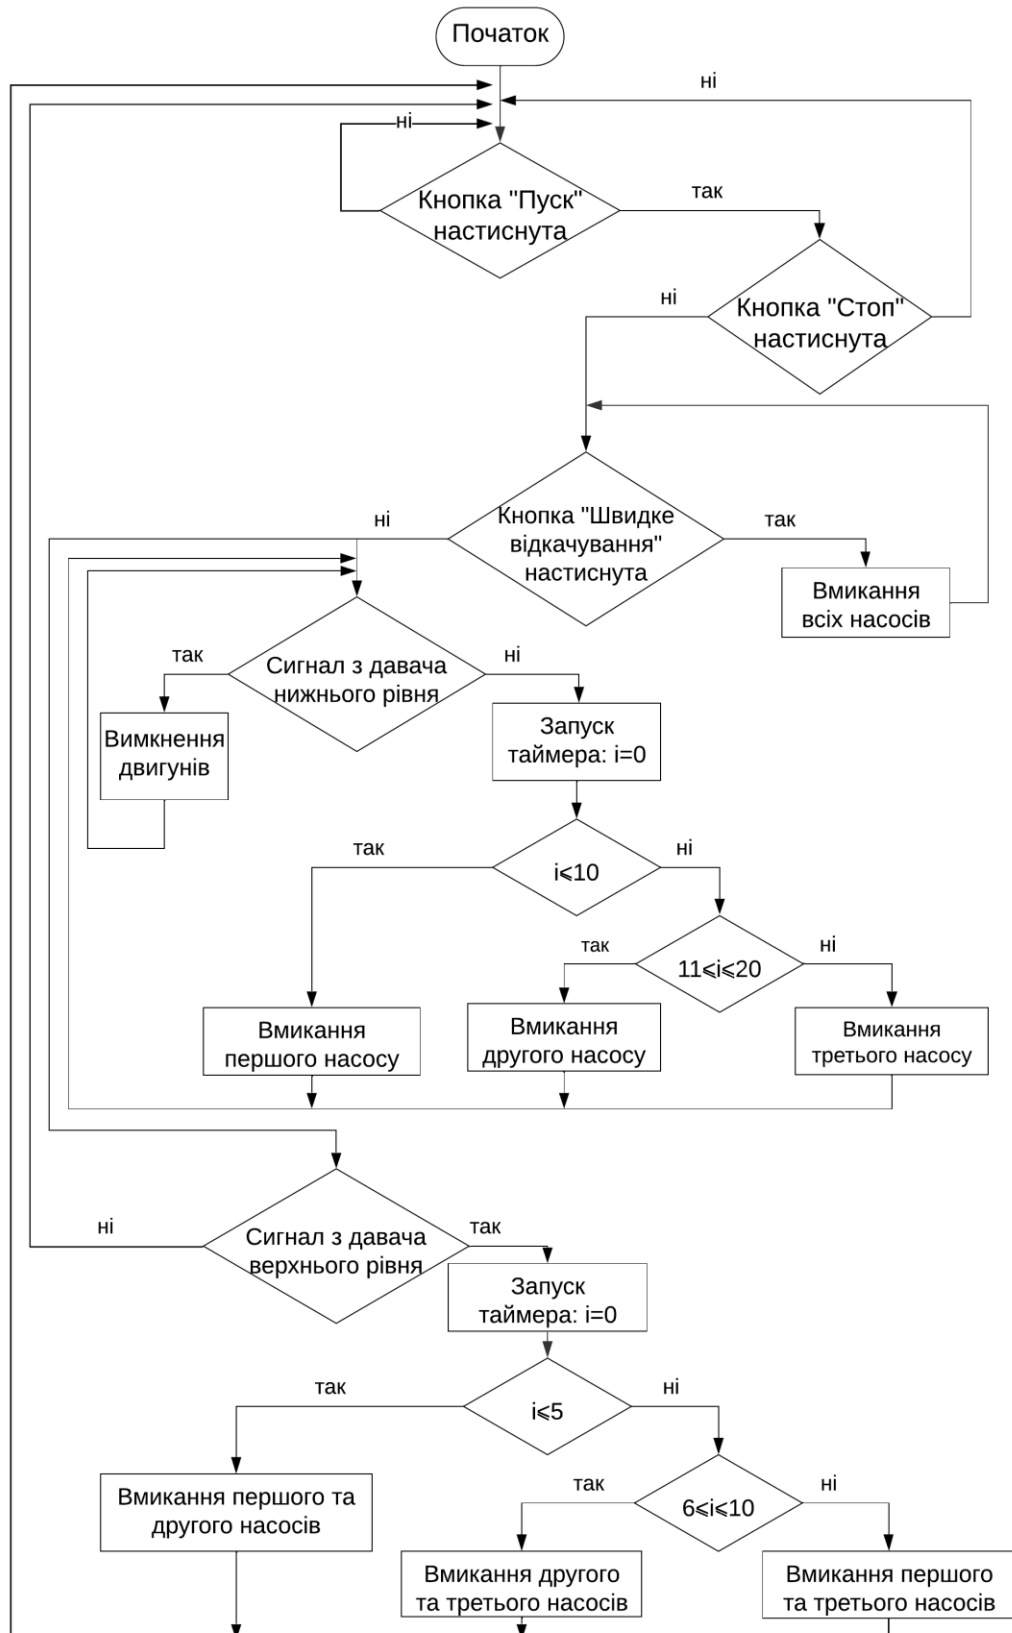 Початок
ні
ні
Кнопка "Пуск"
настиснута
так
ні
Кнопка "Стоп"
настиснута
ні
Кнопка "Швидке
відкачування"
настиснута
так
Вмикання
всіх насосів
так
Сигнал з давача
нижнього рівня
ні
Вимкнення
двигунів
Запуск
таймера: i=0
так
i⩽10
ні
так
11⩽i⩽20
ні
Вмикання
першого насосу
Вмикання
другого насосу
Вмикання
третього насосу
ні
Сигнал з давача
верхнього рівня
так
Запуск
таймера: i=0
так
i⩽5
ні
Вмикання першого та
другого насосів
так
6⩽i⩽10
ні
Вмикання другого
та третього насосів
Вмикання першого
та третього насосів